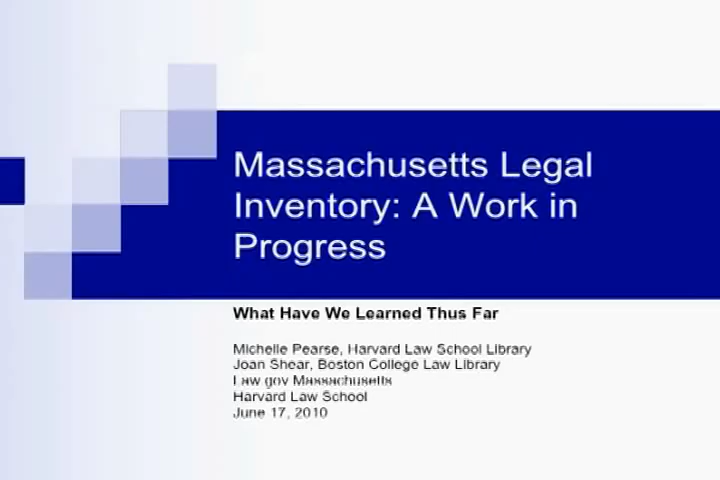 Massachusetts Legal
Inventory: A Work in
Progress
What Have We Learned Thus Far
Michelle Pearse, Harvard Law School Library
Joan Shear, Boston College Law Library
Law.gov Massachusetts
Harvard Law School
June 17, 2010